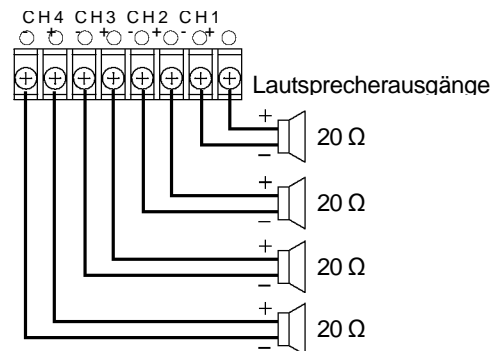 CH4 CH3 CH2 CH1
- + - + - + - +
Lautsprecherausgänge
+
20 Ω
–
+
20 Ω
–
+
20 Ω
–
+
20 Ω
–